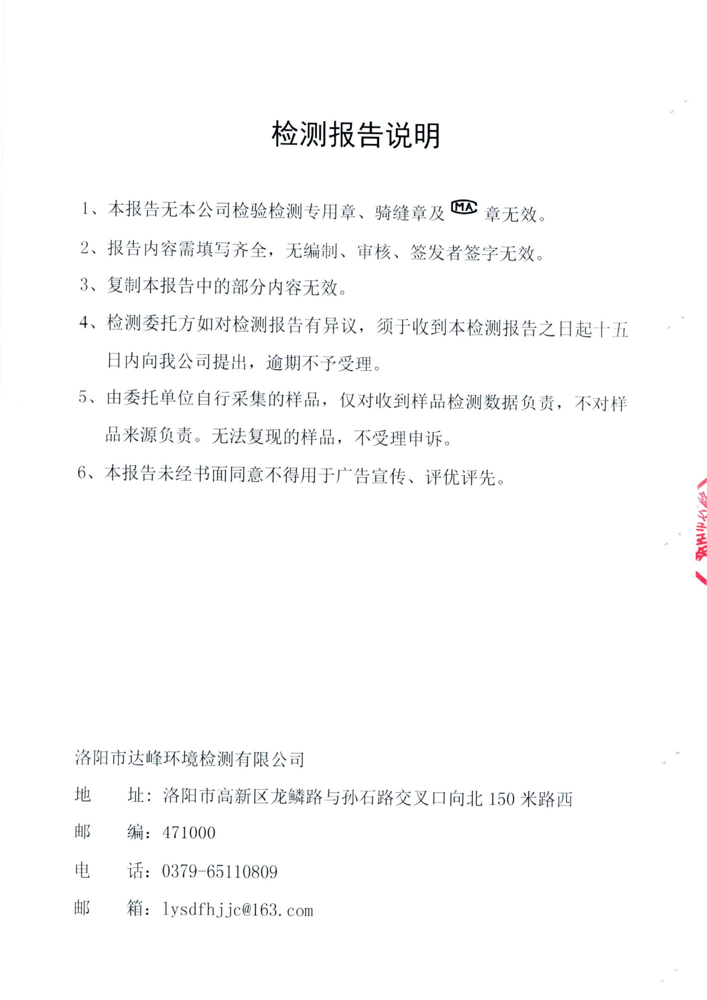 检测报告说明
1、本报告无本公司检验检测专用章、骑缝章及 MA 章无效。
2、报告内容需填写齐全，无编制、审核、签发者签字无效。
3、复制本报告中的部分内容无效。
4、检测委托方如对检测报告有异议，须于收到本检测报告之日起十五
日内向我公司提出，逾期不予受理。
5、由委托单位自行采集的样品，仅对收到样品检测数据负责，不对样
品来源负责。无法复现的样品，不受理申诉。
6、本报告未经书面同意不得用于广告宣传、评优评先。
洛阳市达峰环境检测有限公司
地 址：洛阳市高新区龙鳞路与孙石路交叉口向北 150 米路西
邮 编：471000
电 话：0379-65110809
邮 箱：lysdfhjjc@163.com